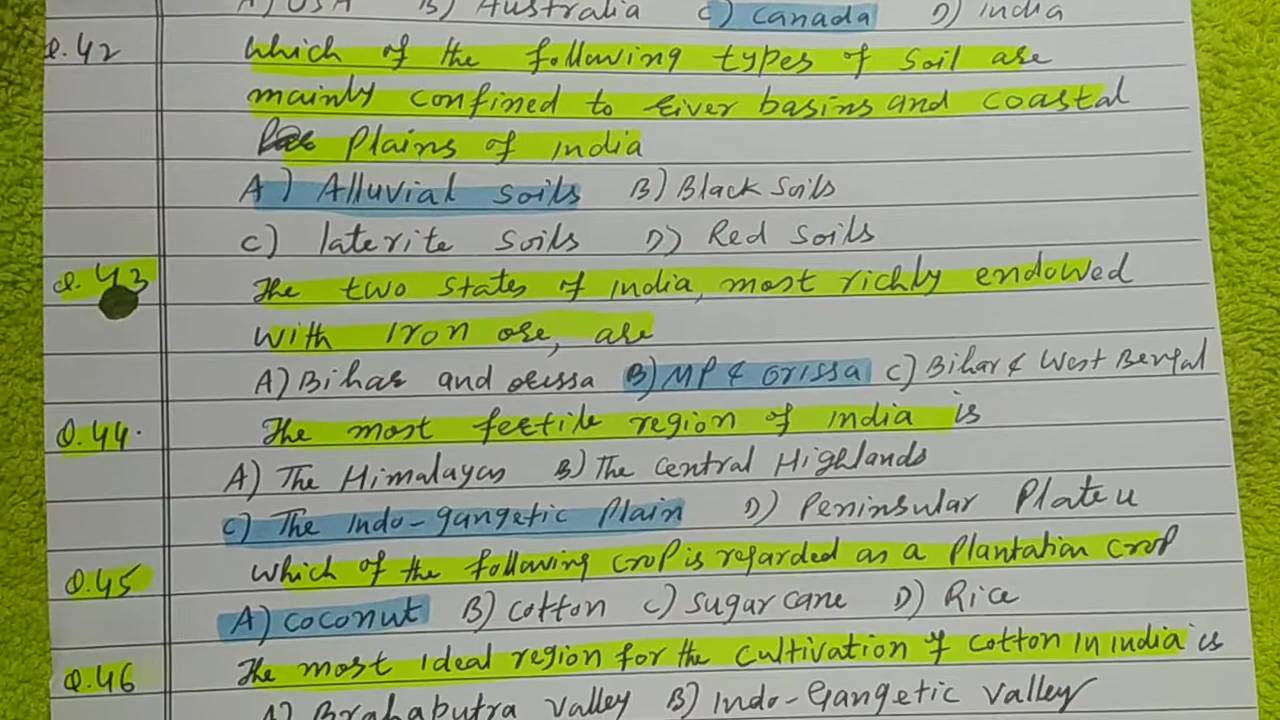 A) USA B) Australia C) Canada D) India
Q.42 Which of the following types of soil are
mainly confined to river basins and coastal
Plains of India
A) Alluvial soils B) Black Soils
C) laterite soils D) Red soils
Q.43 The two states of India, most richly endowed
with Iron ore, are
A) Bihar and orissa B) MP & Orissa C) Bihar & West Bengal
Q.44. The most fertile region of India is
A) The Himalayas B) The Central Highlands
C) The Indo-gangetic Plain D) Peninsular Plateu
Q.45 Which of the following crop is regarded as a Plantation crop
A) coconut B) cotton C) sugar cane D) Rice
Q.46 The most ideal region for the cultivation of cotton in india is
A) Brahaputra valley B) Indo-Gangetic valley